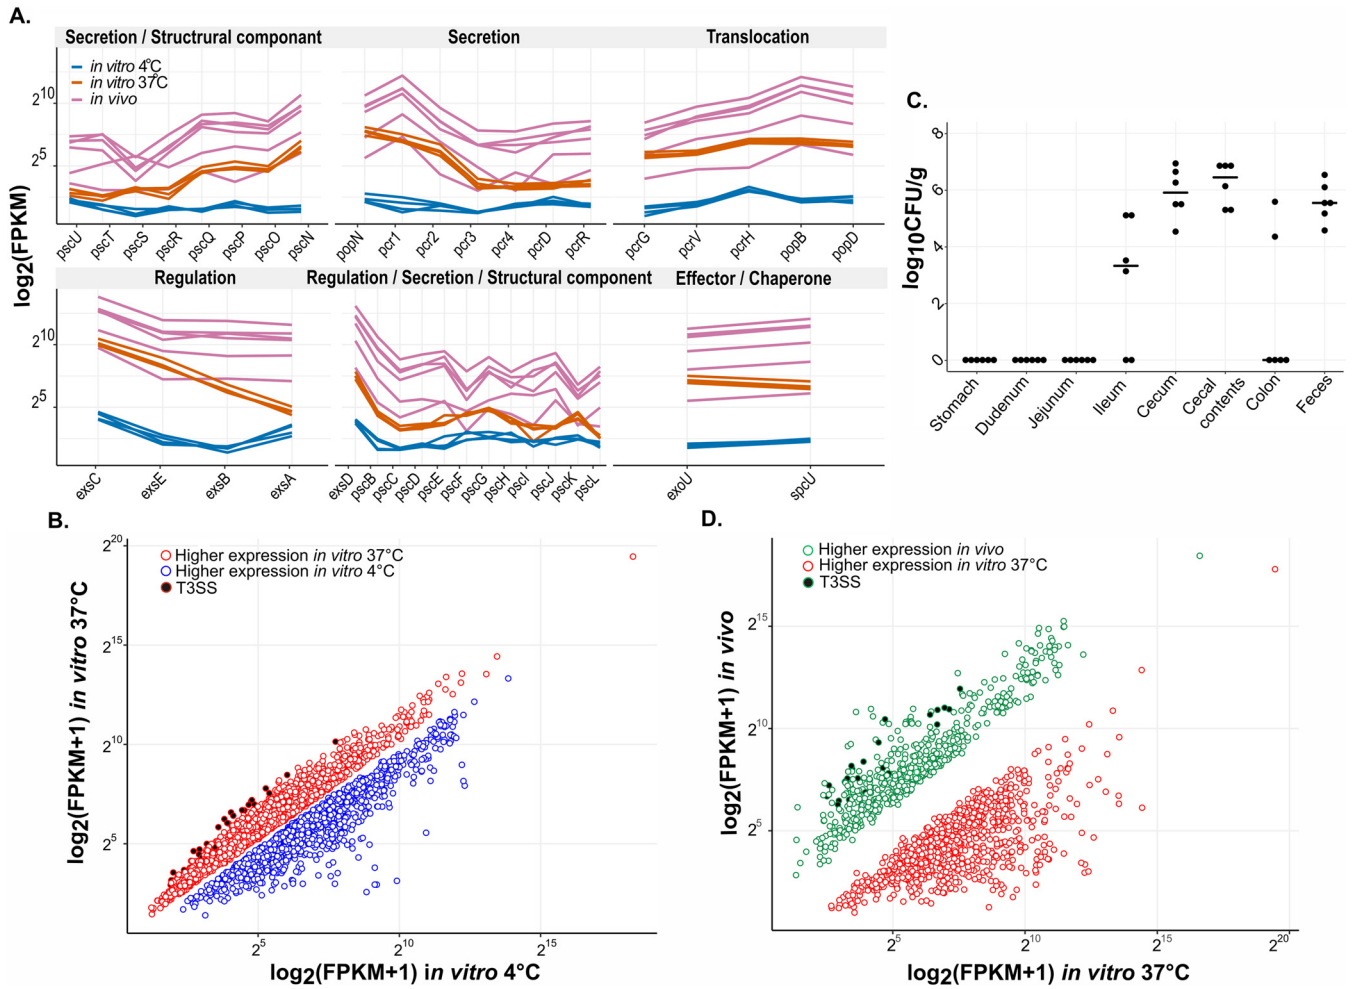 A.
Secretion / Structrural componant
Secretion
Translocation
in vitro 4°C
in vitro 37°C
in vivo
log2(FPKM)
2^10
2^5
pscU pscT pscS pscR pscQ pscP pscO pscN
popN pcr1 pcr2 pcr3 pcr4 pcrD pcrR
pcrG pcrV pcrH popB popD
Regulation
Regulation / Secretion / Structural component
Effector / Chaperone
2^10
2^5
exsC exsE exsB exsA
exsD pscB pscC pscD pscE pscF pscG pscH pscI pscJ pscK pscL
exoU spcU
C.
log10CFU/g
8
6
4
2
0
Stomach
Dudenum
Jejunum
Ileum
Cecum
Cecal
contents
Colon
Feces
B.
Higher expression in vitro 37°C
Higher expression in vitro 4°C
T3SS
log2(FPKM+1) in vitro 37°C
2^20
2^15
2^10
2^5
2^5 2^10 2^15
log2(FPKM+1) in vitro 4°C
D.
Higher expression in vivo
Higher expression in vitro 37°C
T3SS
log2(FPKM+1) in vivo
2^15
2^10
2^5
2^5 2^10 2^15 2^20
log2(FPKM+1) in vitro 37°C